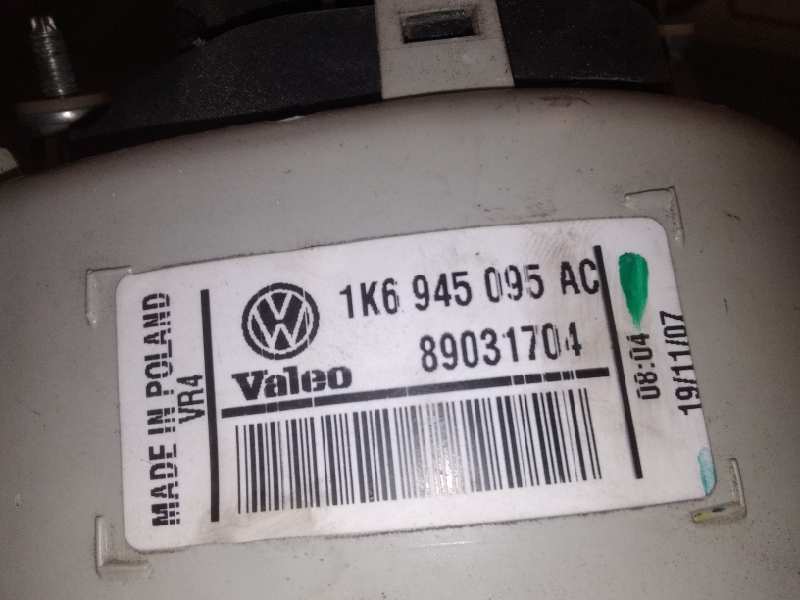 MADE IN POLAND
VR4
1K6 945 095 AC
89031704
Valeo
08:04
19/11/07